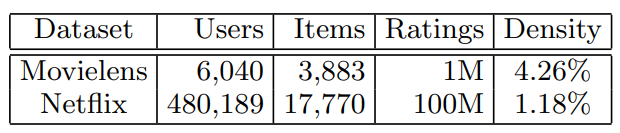 Dataset Users Items Ratings Density
Movielens 6,040 3,883 1M 4.26%
Netflix 480,189 17,770 100M 1.18%